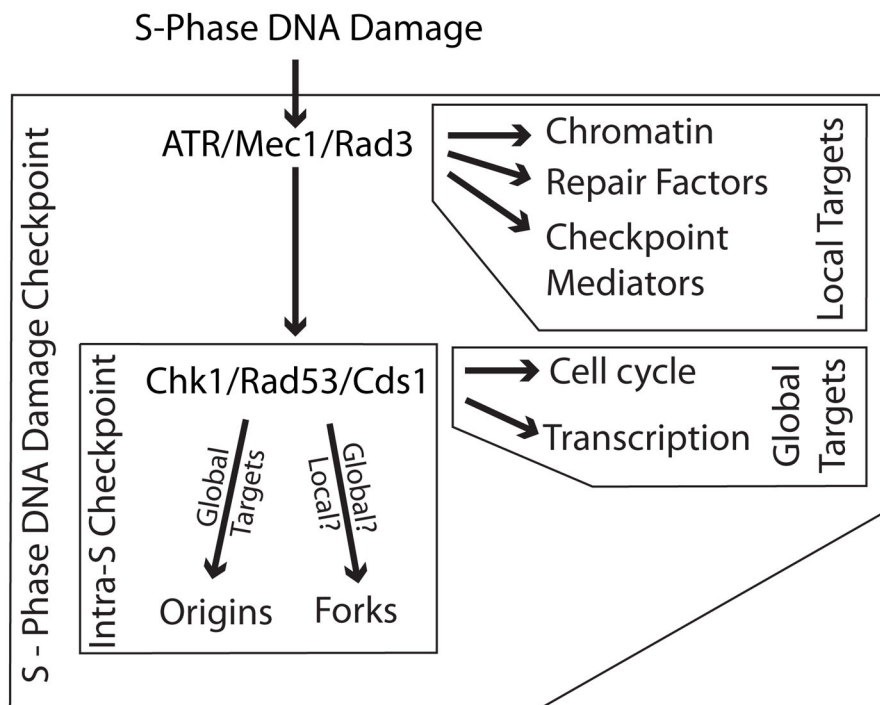 S-Phase DNA Damage
S - Phase DNA Damage Checkpoint
ATR/Mec1/Rad3
Chromatin
Repair Factors
Checkpoint
Mediators
Local Targets
Intra-S Checkpoint
Chk1/Rad53/Cds1
Global
Targets
Global?
Local?
Origins
Forks
Cell cycle
Transcription
Global
Targets